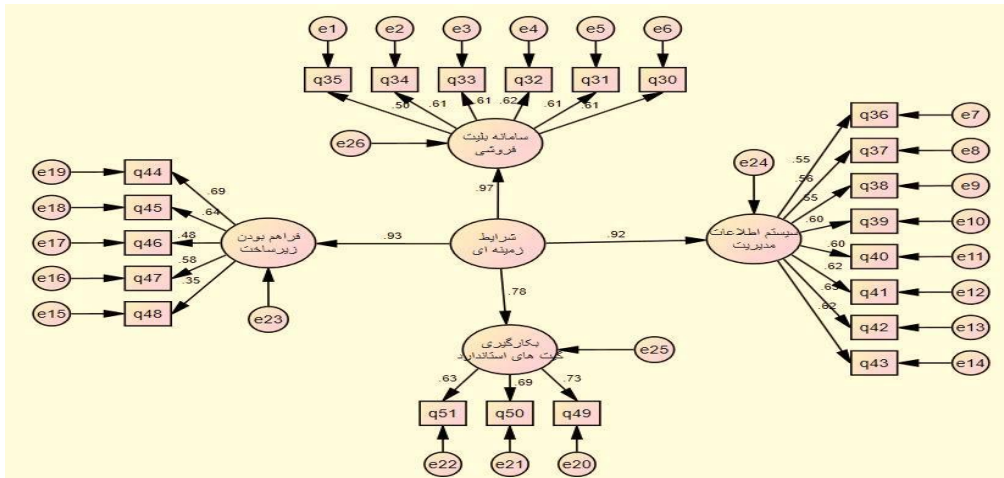 e1 e2 e3 e4 e5 e6
q35 q34 q33 q32 q31 q30
.50 .61 .61 .62 .61 .61
سامانه بلیت
فروشی
e26
.97
e19 q44 .69
e18 q45 .64
e17 q46 .48
e16 q47 .58
e15 q48 .35
فراهم بودن
زیرساخت
e23
.93
شرایط
زمینه ای
.92
e24
سیستم اطلاعات
مدیریت
.55 q36 e7
.56 q37 e8
.55 q38 e9
.60 q39 e10
.60 q40 e11
.62 q41 e12
q42 e13
.62 q43 e14
.78
بکارگیری
گیت های استاندارد
e25
.63 .69 .73
q51 q50 q49
e22 e21 e20